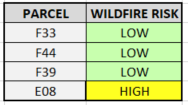 PARCEL WILDFIRE RISK
F33 LOW
F44 LOW
F39 LOW
E08 HIGH